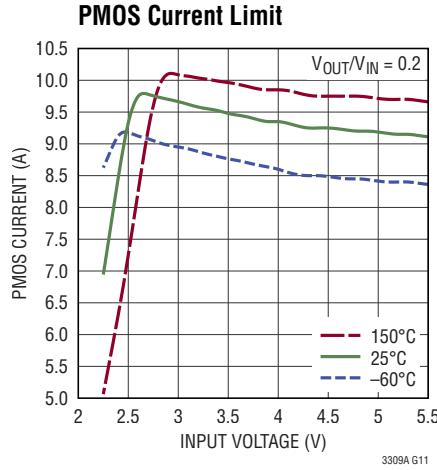 PMOS Current Limit
10.5
10.0
9.5
9.0
8.5
8.0
7.5
7.0
6.5
6.0
5.5
5.0
PMOS CURRENT (A)
VOUT/VIN = 0.2
150°C
25°C
–60°C
2 2.5 3 3.5 4 4.5 5 5.5
INPUT VOLTAGE (V)
3309A G11